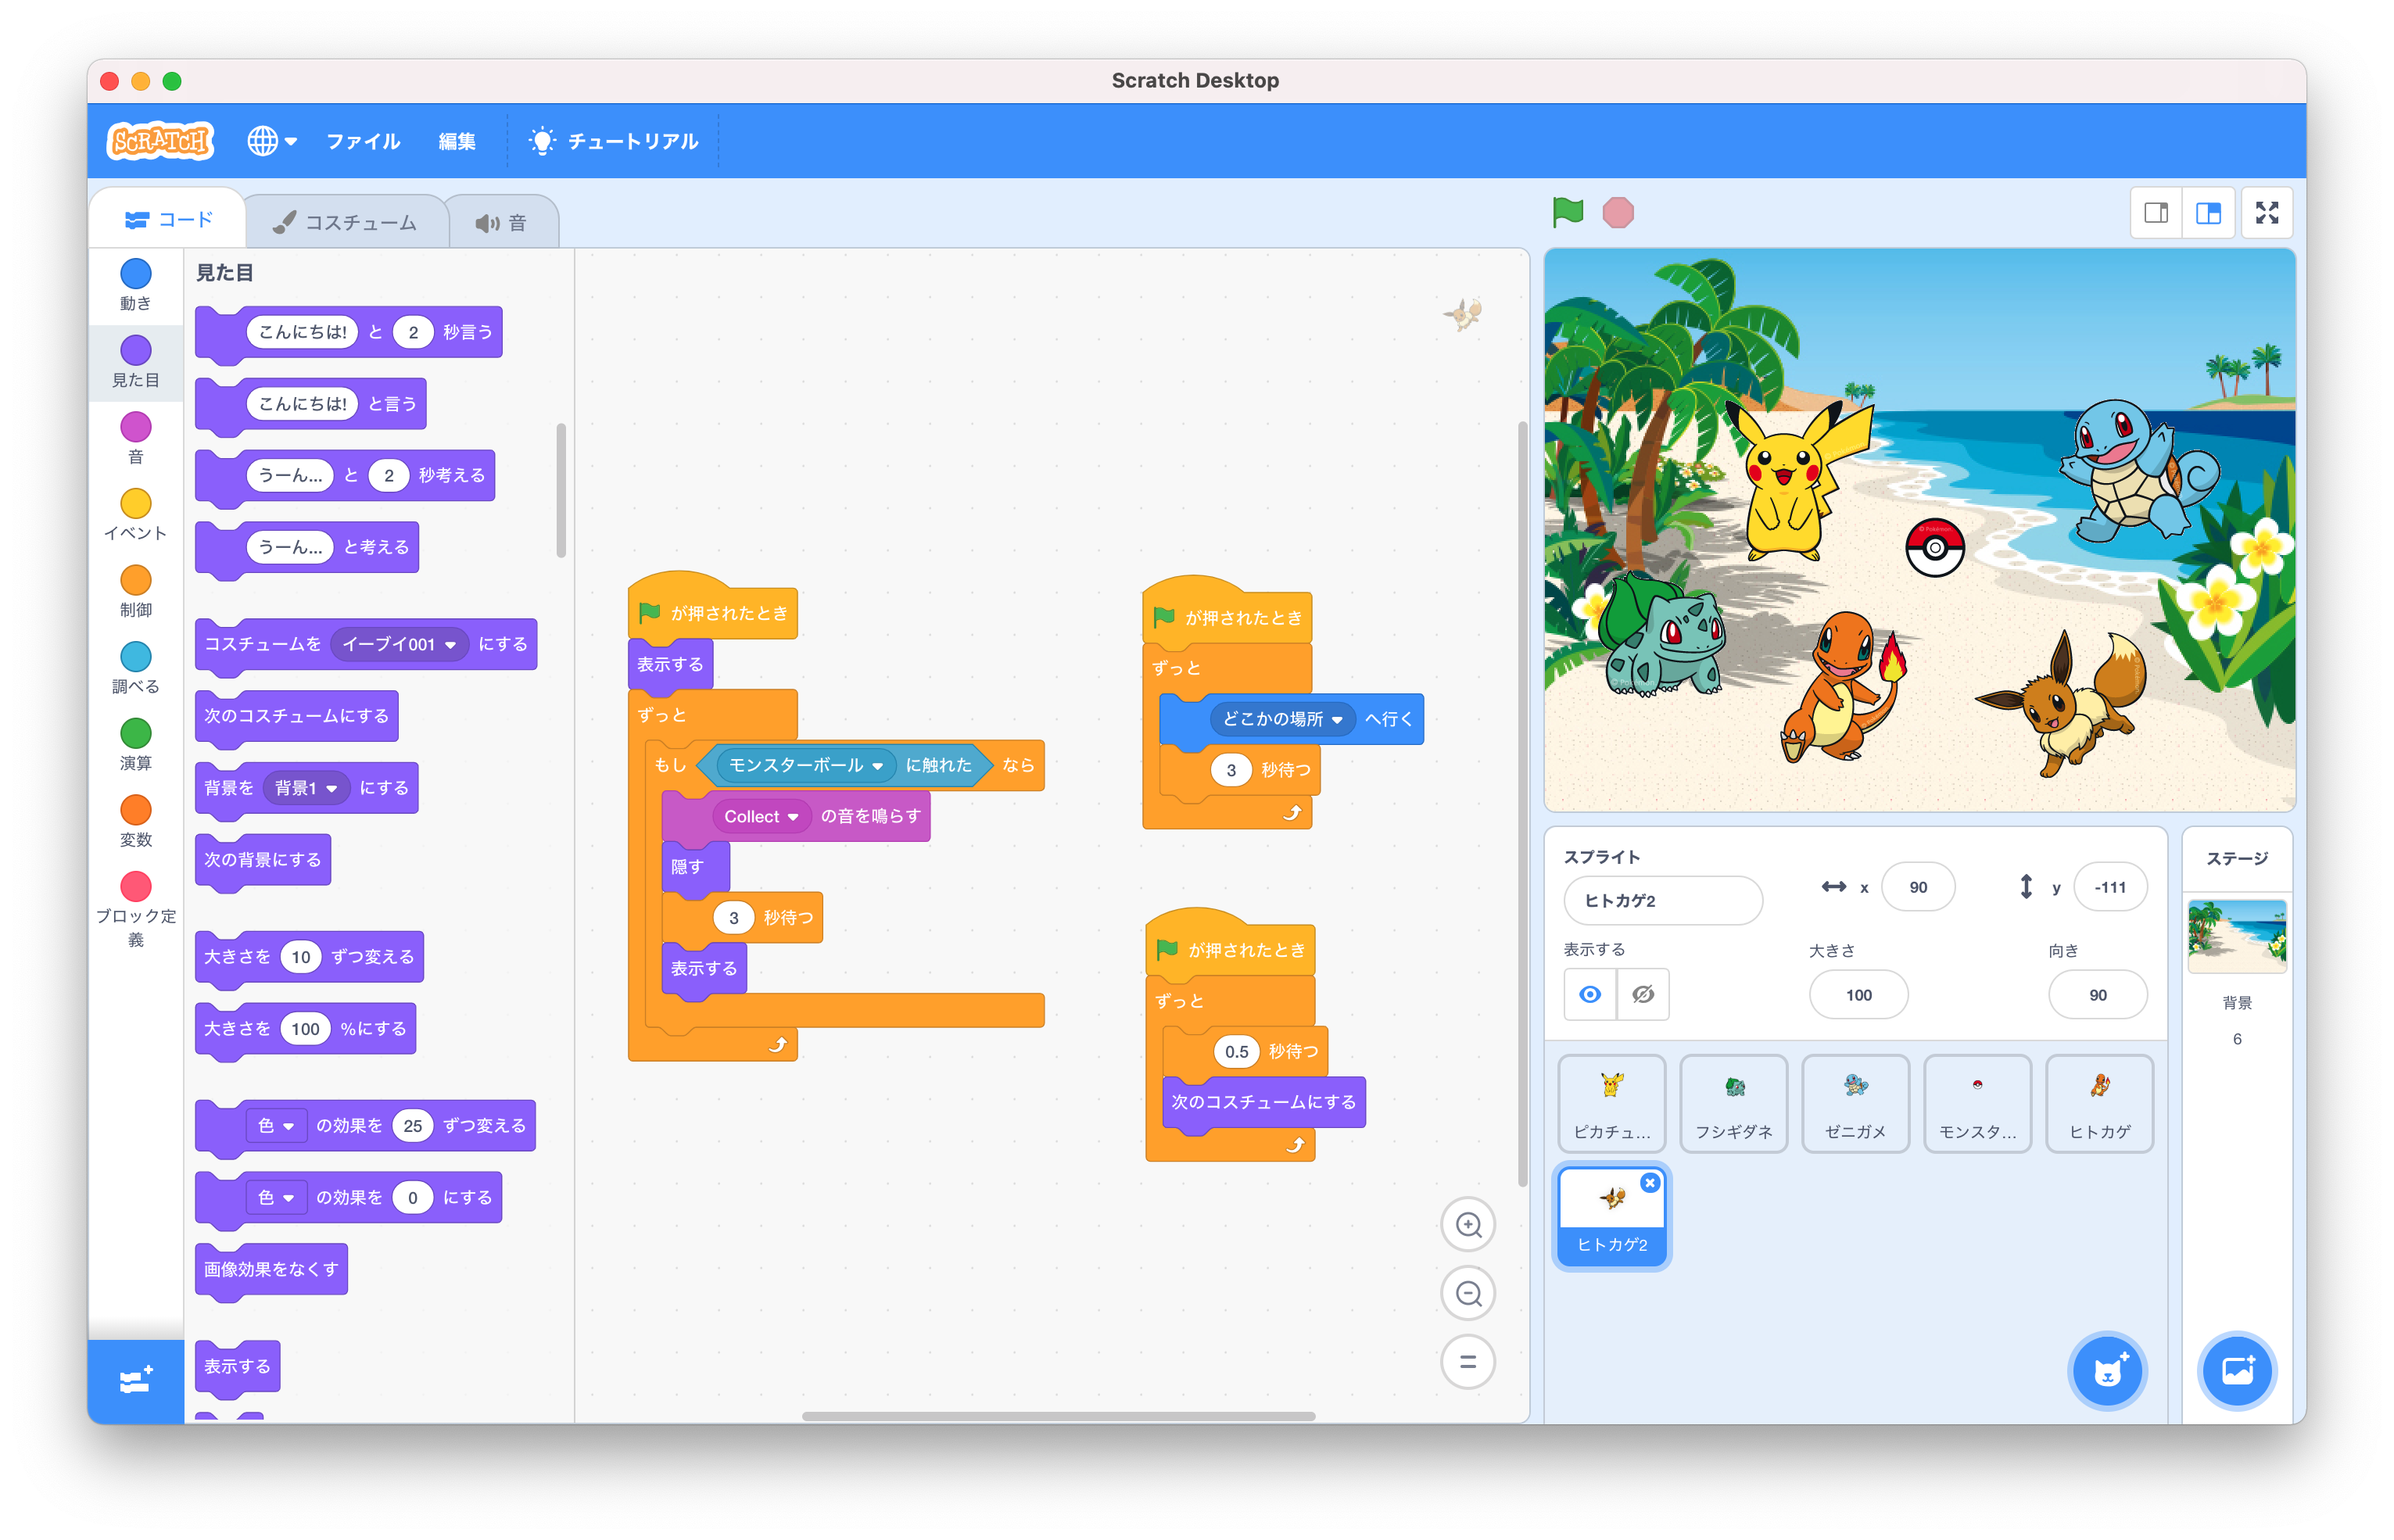 Scratch Desktop
SCRATCH
ファイル
編集
チュートリアル
コード
コスチューム
音
動き
見た目
音
イベント
制御
調べる
演算
変数
ブロック定
義
見た目
こんにちは! と 2 秒言う
こんにちは! と言う
うーん... と 2 秒考える
うーん... と考える
コスチュームを イーブイ001 にする
次のコスチュームにする
背景を 背景1 にする
次の背景にする
大きさを 10 ずつ変える
大きさを 100 %にする
色 の効果を 25 ずつ変える
色 の効果を 0 にする
画像効果をなくす
表示する
が押されたとき
表示する
ずっと
もし モンスターボール に触れた なら
Collect の音を鳴らす
隠す
3 秒待つ
表示する
が押されたとき
ずっと
どこかの場所 へ行く
3 秒待つ
が押されたとき
ずっと
0.5 秒待つ
次のコスチュームにする
© Pokémon
スプライト
ヒトカゲ2
x 90
y -111
表示する
大きさ
100
向き
90
ピカチュ...
フシギダネ
ゼニガメ
モンスタ...
ヒトカゲ
ヒトカゲ2
ステージ
背景
6